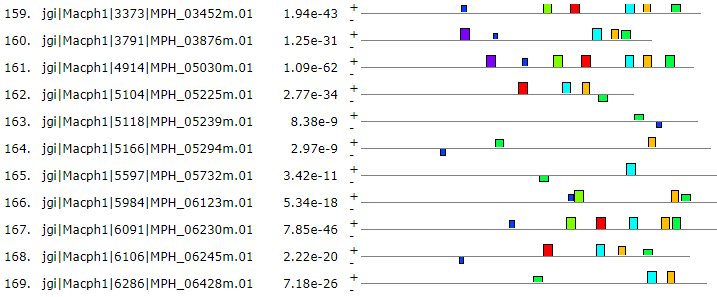 159. jgi|Macph1|3373|MPH_03452m.01 1.94e-43 + -
160. jgi|Macph1|3791|MPH_03876m.01 1.25e-31 + -
161. jgi|Macph1|4914|MPH_05030m.01 1.09e-62 + -
162. jgi|Macph1|5104|MPH_05225m.01 2.77e-34 + -
163. jgi|Macph1|5118|MPH_05239m.01 8.38e-9 + -
164. jgi|Macph1|5166|MPH_05294m.01 2.97e-9 + -
165. jgi|Macph1|5597|MPH_05732m.01 3.42e-11 + -
166. jgi|Macph1|5984|MPH_06123m.01 5.34e-18 + -
167. jgi|Macph1|6091|MPH_06230m.01 7.85e-46 + -
168. jgi|Macph1|6106|MPH_06245m.01 2.22e-20 + -
169. jgi|Macph1|6286|MPH_06428m.01 7.18e-26 + -